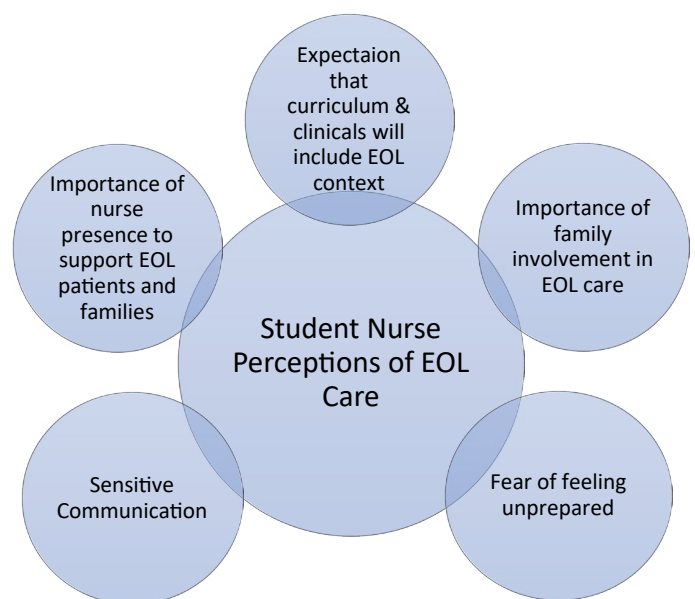 Expectaion
that
curriculum &
clinicals will
include EOL
context
Importance of
nurse
presence to
support EOL
patients and
families
Importance of
family
involvement in
EOL care
Student Nurse
Perceptions of EOL
Care
Sensitive
Communication
Fear of feeling
unprepared